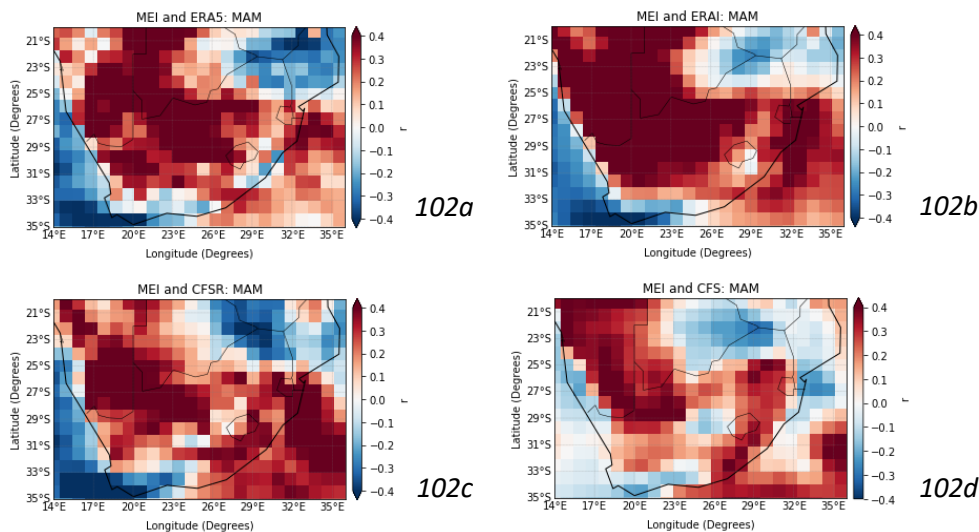 MEI and ERA5: MAM
21°S
23°S
25°S
27°S
29°S
31°S
33°S
35°S
14°E 17°E 20°E 23°E 26°E 29°E 32°E 35°E
Latitude (Degrees)
Longitude (Degrees)
0.4
0.3
0.2
0.1
0.0
−0.1
−0.2
−0.3
−0.4
r
102a
MEI and ERAI: MAM
21°S
23°S
25°S
27°S
29°S
31°S
33°S
35°S
14°E 17°E 20°E 23°E 26°E 29°E 32°E 35°E
Latitude (Degrees)
Longitude (Degrees)
0.4
0.3
0.2
0.1
0.0
−0.1
−0.2
−0.3
−0.4
r
102b
MEI and CFSR: MAM
21°S
23°S
25°S
27°S
29°S
31°S
33°S
35°S
14°E 17°E 20°E 23°E 26°E 29°E 32°E 35°E
Latitude (Degrees)
Longitude (Degrees)
0.4
0.3
0.2
0.1
0.0
−0.1
−0.2
−0.3
−0.4
r
102c
MEI and CFS: MAM
21°S
23°S
25°S
27°S
29°S
31°S
33°S
35°S
14°E 17°E 20°E 23°E 26°E 29°E 32°E 35°E
Latitude (Degrees)
Longitude (Degrees)
0.4
0.3
0.2
0.1
0.0
−0.1
−0.2
−0.3
−0.4
r
102d